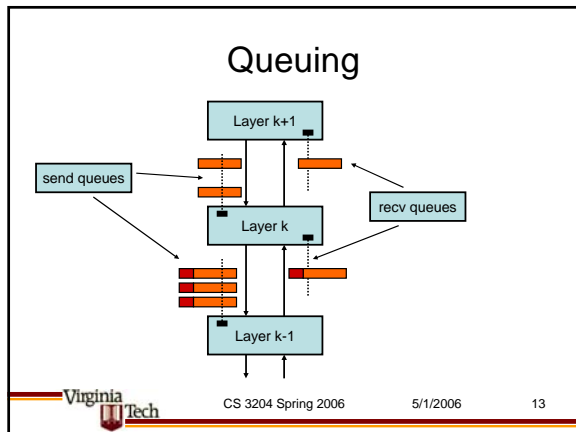 Queuing
Layer k+1
send queues
recv queues
Layer k
Layer k-1
Virginia Tech
CS 3204 Spring 2006 5/1/2006 13